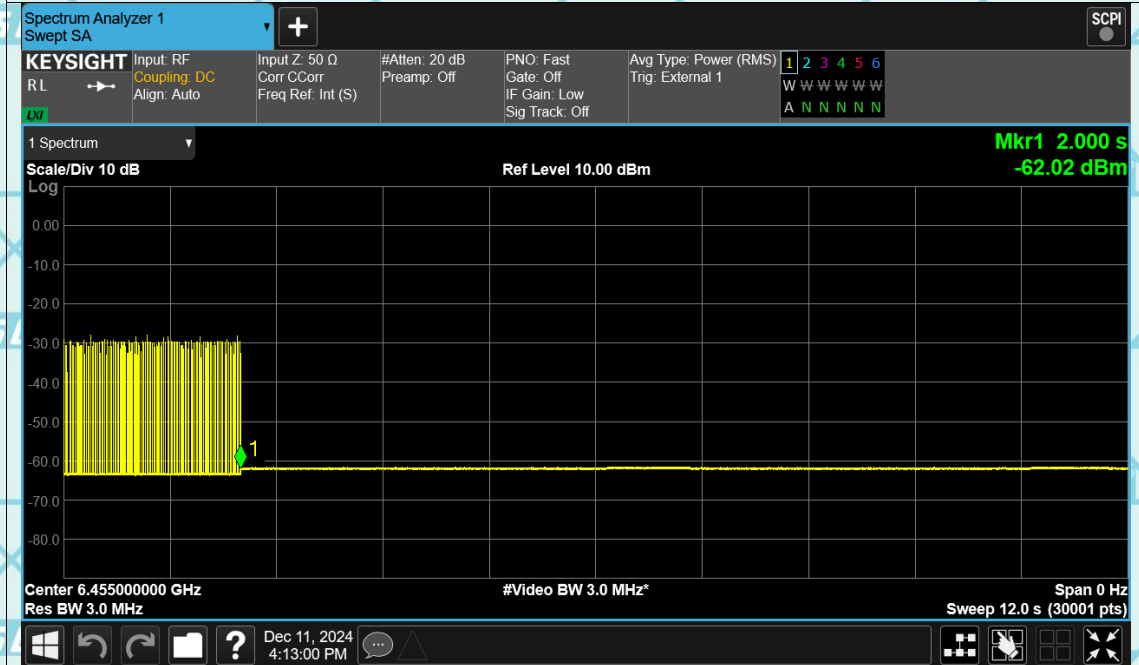 Spectrum Analyzer 1
Swept SA
+
SCPI
KEYSIGHT
R L
LXI
Input: RF
Coupling: DC
Align: Auto
Input Z: 50 Ω
Corr CCorr
Freq Ref: Int (S)
#Atten: 20 dB
Preamp: Off
PNO: Fast
Gate: Off
IF Gain: Low
Sig Track: Off
Avg Type: Power (RMS)
Trig: External 1
1 2 3 4 5 6
W W W W W W
A N N N N N
1 Spectrum
Mkr1 2.000 s
Scale/Div 10 dB
Ref Level 10.00 dBm
-62.02 dBm
Log
0.00
-10.0
-20.0
-30.0
-40.0
-50.0
1
-60.0
-70.0
-80.0
Center 6.455000000 GHz
#Video BW 3.0 MHz*
Span 0 Hz
Res BW 3.0 MHz
Sweep 12.0 s (30001 pts)
?
Dec 11, 2024
4:13:00 PM